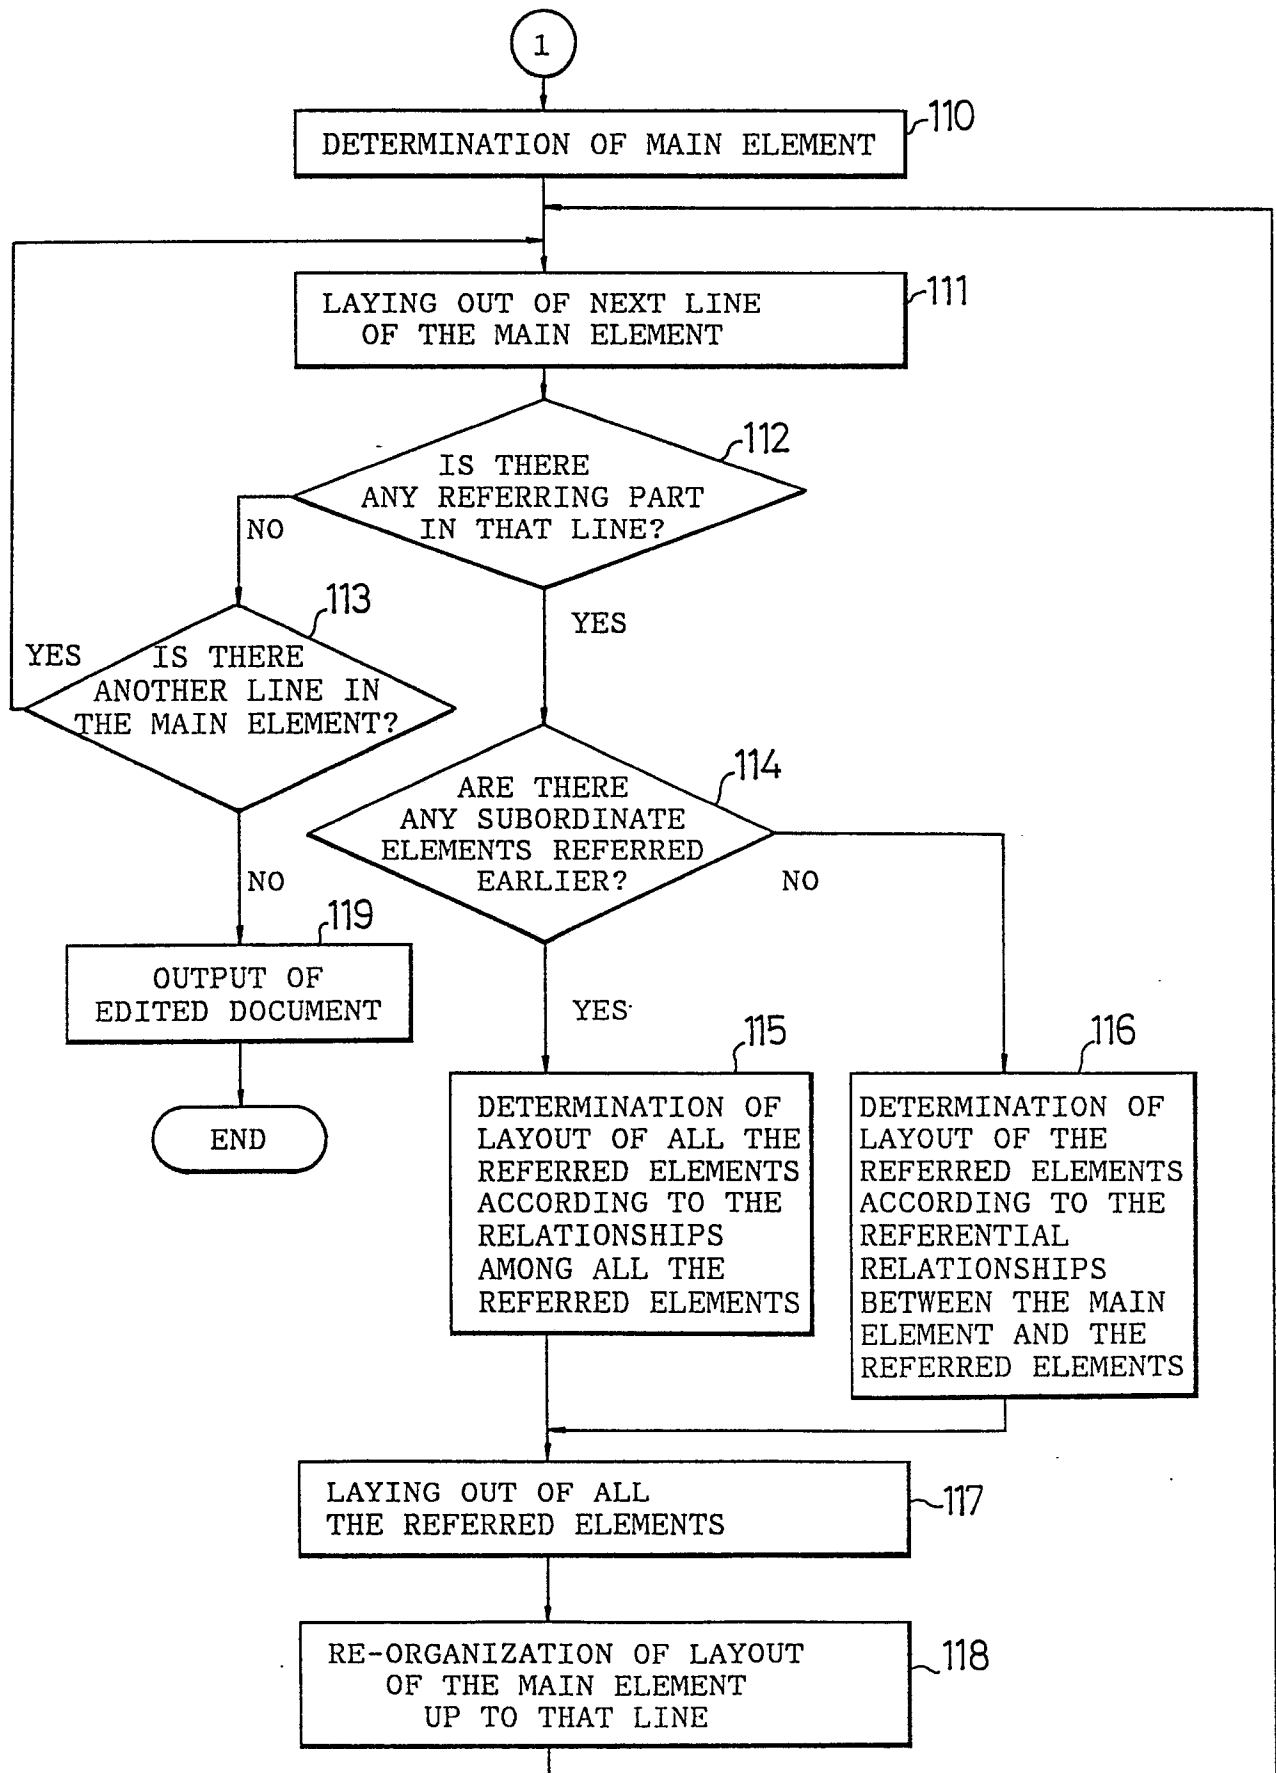 1
110
DETERMINATION OF MAIN ELEMENT
111
LAYING OUT OF NEXT LINE
OF THE MAIN ELEMENT
112
IS THERE
ANY REFERRING PART
IN THAT LINE?
NO
YES
113
YES
IS THERE
ANOTHER LINE IN
THE MAIN ELEMENT?
114
ARE THERE
ANY SUBORDINATE
ELEMENTS REFERRED
EARLIER?
NO
NO
119
OUTPUT OF
EDITED DOCUMENT
YES
END
115
DETERMINATION OF
LAYOUT OF ALL THE
REFERRED ELEMENTS
ACCORDING TO THE
RELATIONSHIPS
AMONG ALL THE
REFERRED ELEMENTS
116
DETERMINATION OF
LAYOUT OF THE
REFERRED ELEMENTS
ACCORDING TO THE
REFERENTIAL
RELATIONSHIPS
BETWEEN THE MAIN
ELEMENT AND THE
REFERRED ELEMENTS
117
LAYING OUT OF ALL
THE REFERRED ELEMENTS
118
RE-ORGANIZATION OF LAYOUT
OF THE MAIN ELEMENT
UP TO THAT LINE